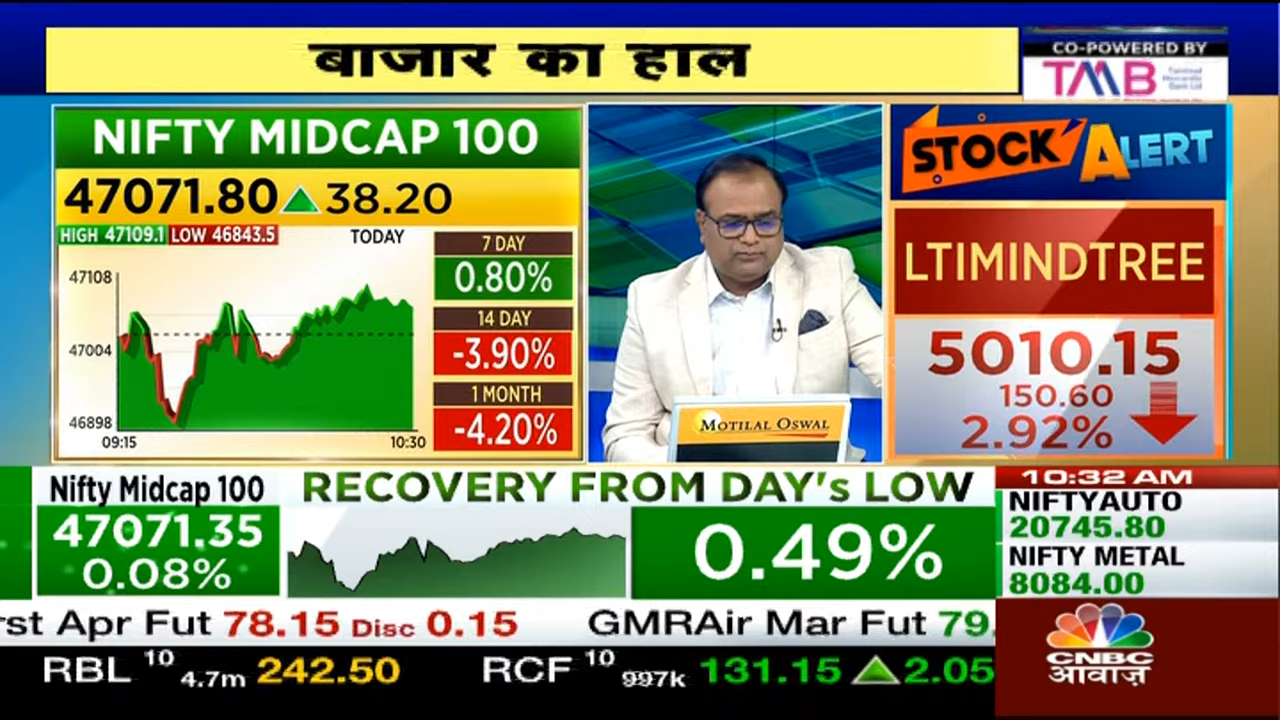 बाजार का हाल
CO-POWERED BY
TMB
Tamilnad
Mercantile
Bank Ltd
NIFTY MIDCAP 100
47071.80 ▲ 38.20
HIGH 47109.1 LOW 46843.5
TODAY
47108
47004
46898
09:15
10:30
7 DAY
0.80%
14 DAY
-3.90%
1 MONTH
-4.20%
MOTILAL OSWAL
STOCK ALERT
LTIMINDTREE
5010.15
150.60
2.92%
Nifty Midcap 100
47071.35
0.08%
RECOVERY FROM DAY's LOW
0.49%
10:32 AM
NIFTYAUTO
20745.80
NIFTY METAL
8084.00
rst Apr Fut 78.15 Disc 0.15 GMRAir Mar Fut 79.
RBL 10 4.7m 242.50 RCF 10 997k 131.15 ▲ 2.05
CNBC
आवाज़